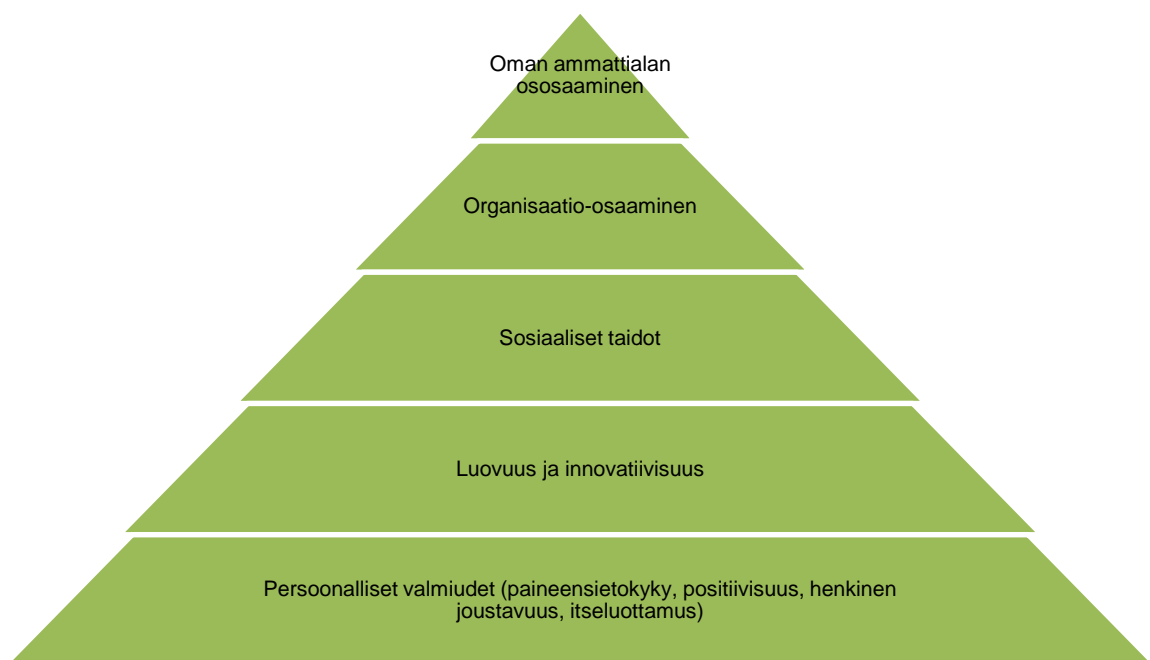 Oman ammattialan
ososaaminen
Organisaatio-osaaminen
Sosiaaliset taidot
Luovuus ja innovatiivisuus
Persoonalliset valmiudet (paineensietokyky, positiivisuus, henkinen
joustavuus, itseluottamus)